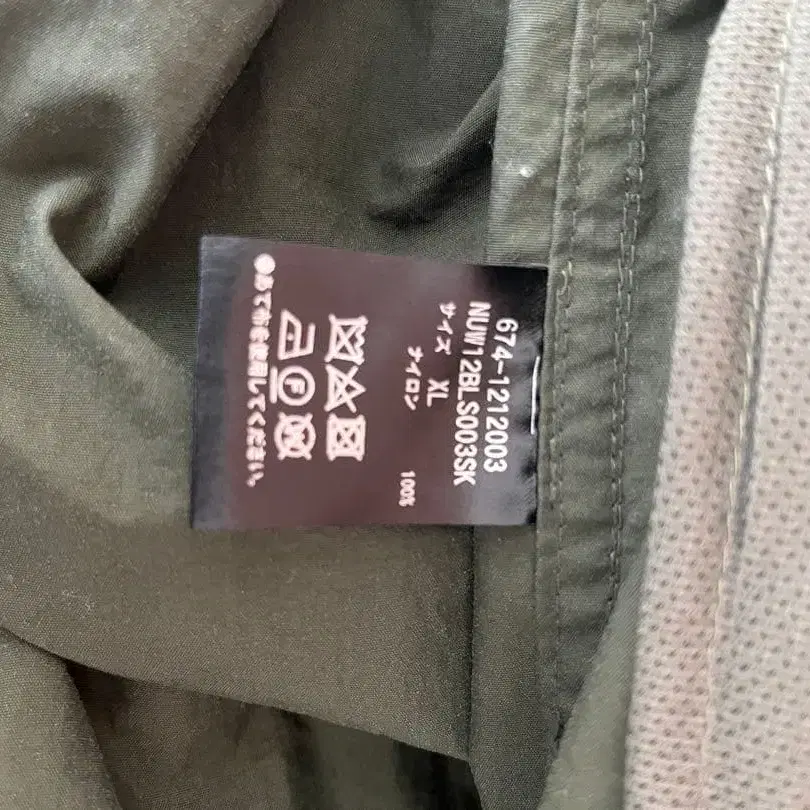 674-1212003
NUW12BLS003SK
サイズ XL
ナイロン 100%
F
●あて布を使用してください。